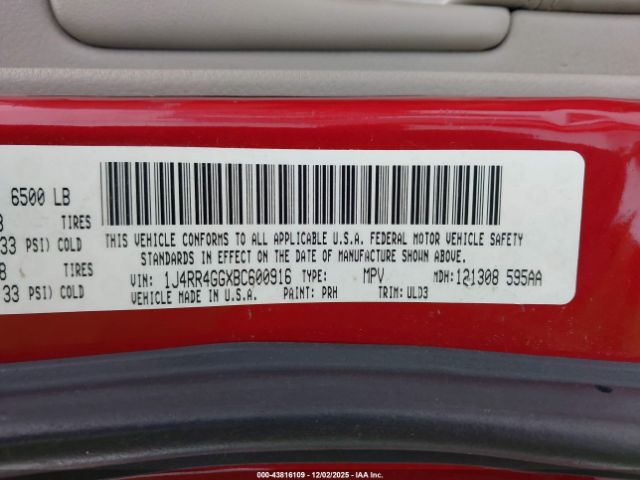 6500 LB
TIRES
33 PSI) COLD
TIRES
33 PSI) COLD
THIS VEHICLE CONFORMS TO ALL APPLICABLE U.S.A. FEDERAL MOTOR VEHICLE SAFETY
STANDARDS IN EFFECT ON THE DATE OF MANUFACTURE SHOWN ABOVE.
VIN: 1J4RR4GGXBC600916 TYPE: MPV MDH: 121308 595AA
VEHICLE MADE IN U.S.A. PAINT: PRH TRIM: ULD3
000-43816109 - 12/02/2025 - IAA Inc.